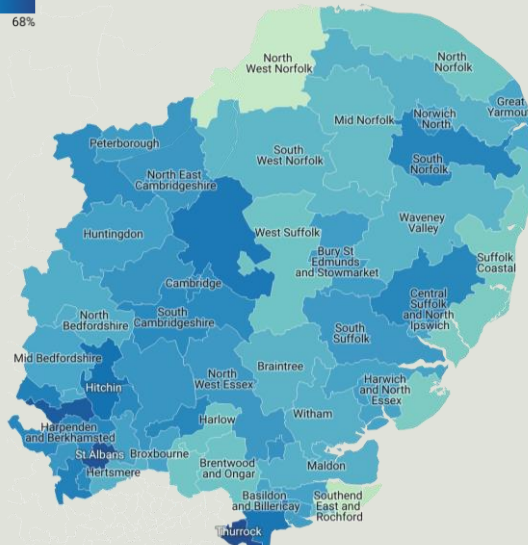 68%
North
West Norfolk
North
Norfolk
Great
Yarmou
Norwich
North
Mid Norfolk
Peterborough
South
West Norfolk
South
Norfolk
North East
Cambridgeshire
Waveney
Valley
Huntingdon
West Suffolk
Bury St
Edmunds
and Stowmarket
Suffolk
Coastal
Cambridge
Central
Suffolk
and North
Ipswich
North
Bedfordshire
South
Cambridgeshire
South
Suffolk
Mid Bedfordshire
Hitchin
North
West Essex
Braintree
Harwich
and North
Essex
Harpenden
and Berkhamsted
Harlow
Witham
St Albans
Broxbourne
Hertsmere
Brentwood
and Ongar
Maldon
Basildon
and Billericay
Southend
East and
Rochford
Thurrock